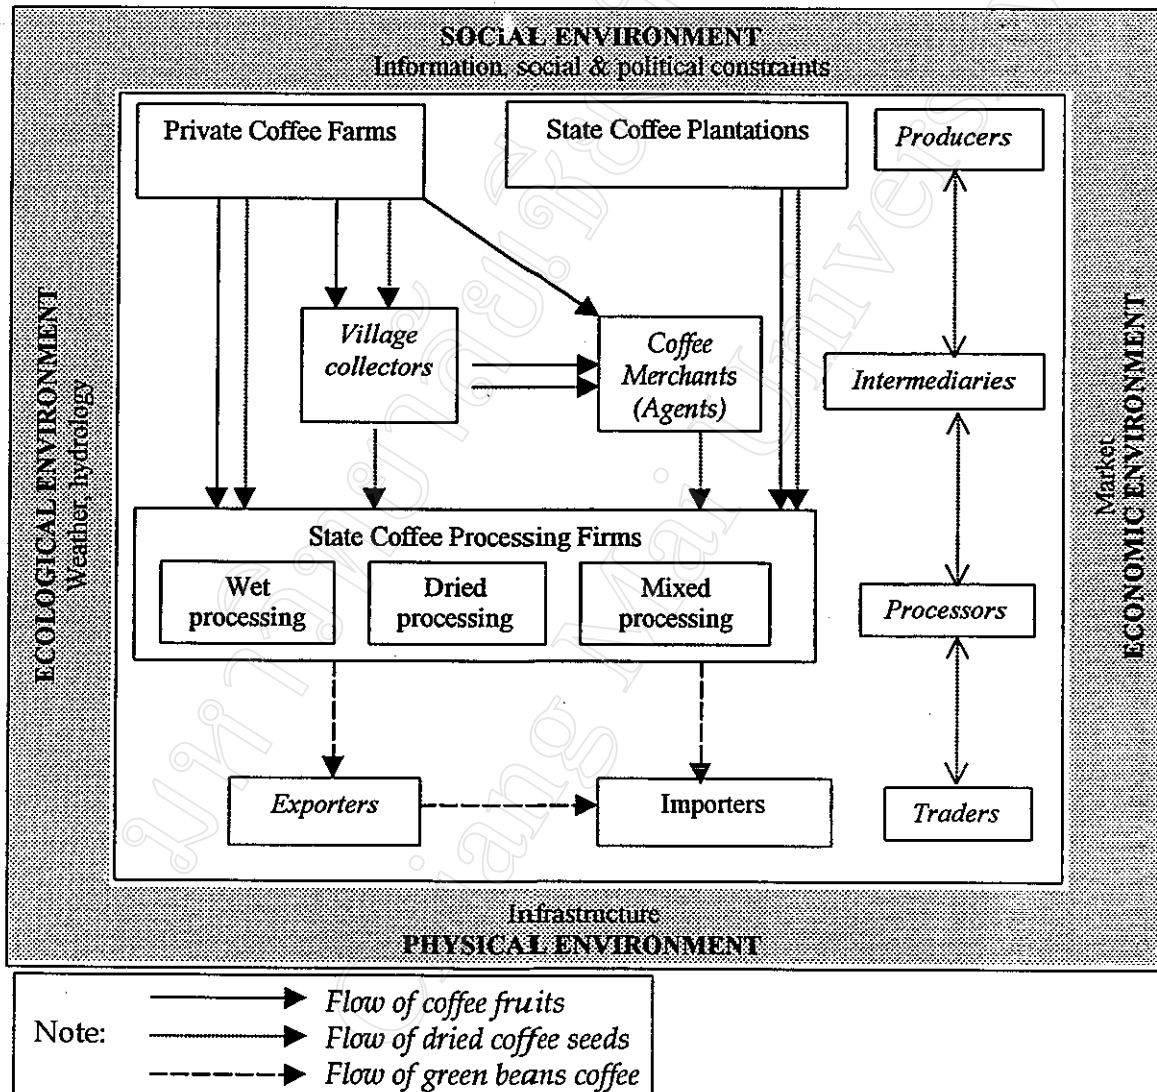 SOCiAL ENVIRONMENT
Information, social & political constraints
Private Coffee Farms
State Coffee Plantations
Producers
Village
collectors
Coffee
Merchants
(Agents)
Intermediaries
ECOLOGICAL ENVIRONMENT
Weather, hydrology
Market
ECONOMIC ENVIRONMENT
State Coffee Processing Firms
Wet
processing
Dried
processing
Mixed
processing
Processors
Exporters
Importers
Traders
Infrastructure
PHYSICAL ENVIRONMENT
Note:
Flow of coffee fruits
Flow of dried coffee seeds
Flow of green beans coffee
Chiang Mai Univers